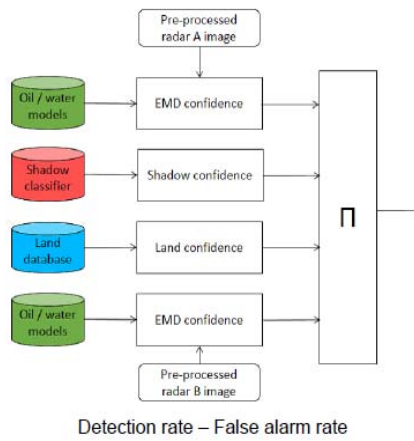 Pre-processed
radar A image
Oil / water
models
EMD confidence
Shadow
classifier
Shadow confidence
Π
Land
database
Land confidence
Oil / water
models
EMD confidence
Pre-processed
radar B image
Detection rate – False alarm rate